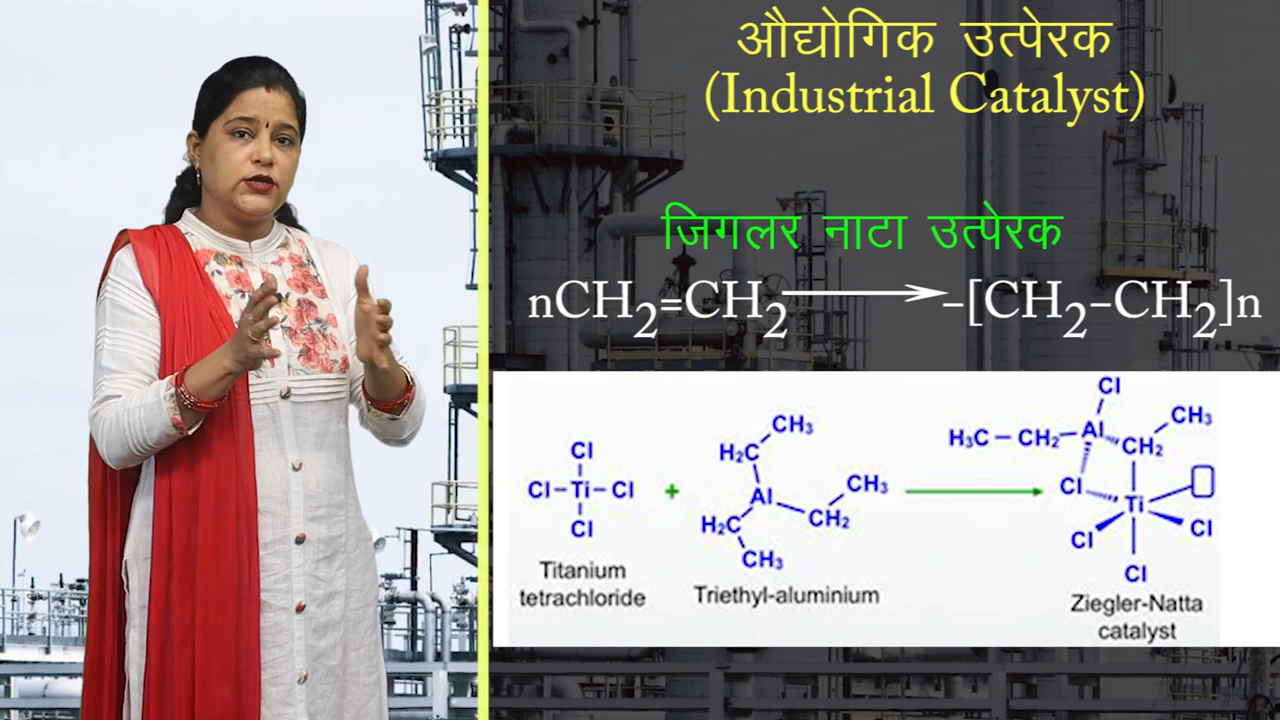 औद्योगिक उत्पेरक
(Industrial Catalyst)
जिगलर नाटा उत्पेरक
nCH2=CH2 → -[CH2-CH2]n
Cl
Cl-Ti-Cl
Cl
+
CH3
H2C
Al
CH3
H2C
CH2
CH3
Cl
CH3
H3C-CH2-Al
CH2
Cl
Ti
Cl
Cl
Cl
Titanium
tetrachloride
Triethyl-aluminium
Ziegler-Natta
catalyst